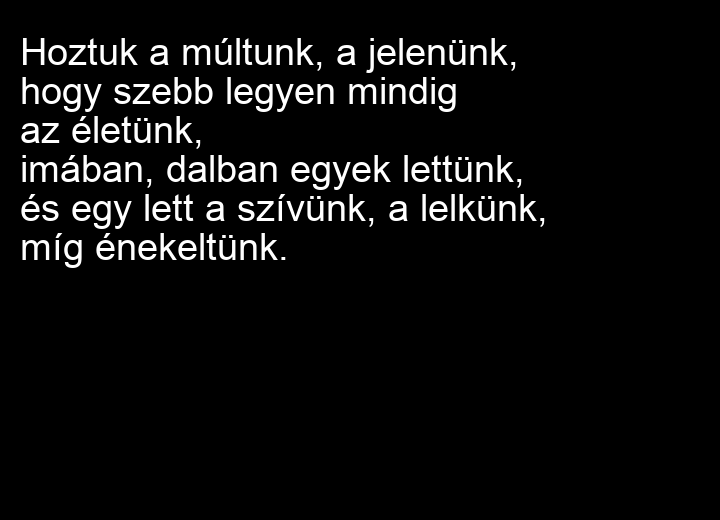 Hoztuk a múltunk, a jelenünk,
hogy szebb legyen mindig
az életünk,
imában, dalban egyek lettünk,
és egy lett a szívünk, a lelkünk,
míg énekeltünk.